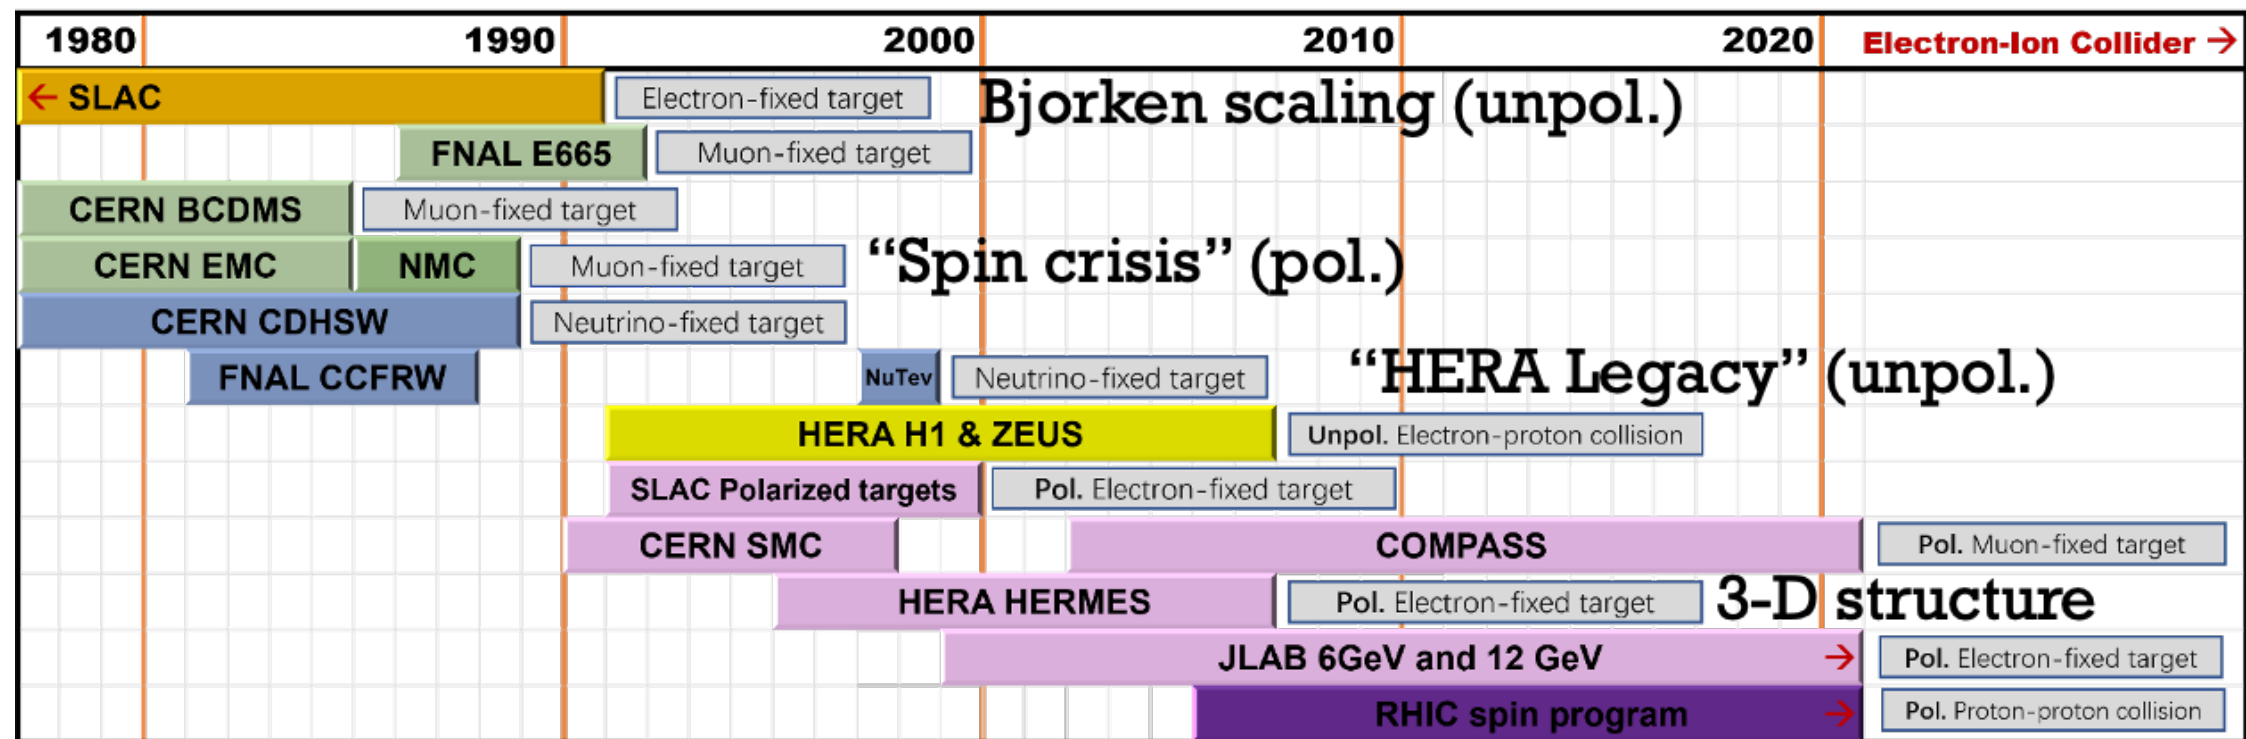 1980 1990 2000 2010 2020 Electron-Ion Collider →
← SLAC Electron-fixed target Bjorken scaling (unpol.)
FNAL E665 Muon-fixed target
CERN BCDMS Muon-fixed target
CERN EMC NMC Muon-fixed target “Spin crisis” (pol.)
CERN CDHSW Neutrino-fixed target
FNAL CCFRW NuTev Neutrino-fixed target “HERA Legacy” (unpol.)
HERA H1 & ZEUS Unpol. Electron-proton collision
SLAC Polarized targets Pol. Electron-fixed target
CERN SMC COMPASS Pol. Muon-fixed target
HERA HERMES Pol. Electron-fixed target 3-D structure
JLAB 6GeV and 12 GeV → Pol. Electron-fixed target
RHIC spin program → Pol. Proton-proton collision